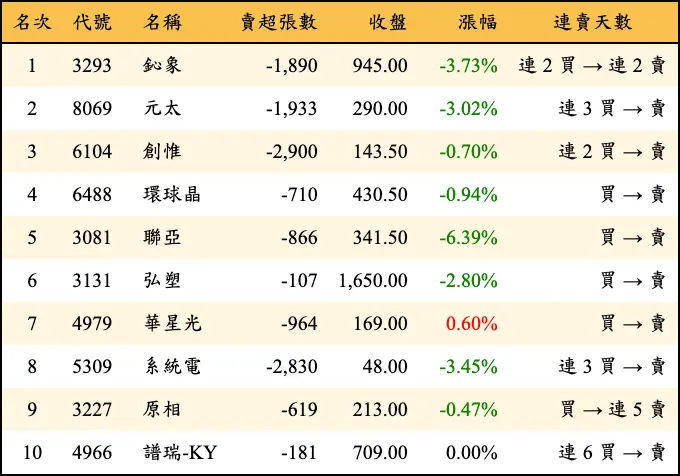 名次 代號 名稱 賣超張數 收盤 漲幅 連賣天數
1 3293 鈊象 -1,890 945.00 -3.73% 連 2 買 → 連 2 賣
2 8069 元太 -1,933 290.00 -3.02% 連 3 買 → 賣
3 6104 創惟 -2,900 143.50 -0.70% 連 2 買 → 賣
4 6488 環球晶 -710 430.50 -0.94% 買 → 賣
5 3081 聯亞 -866 341.50 -6.39% 買 → 賣
6 3131 弘塑 -107 1,650.00 -2.80% 買 → 賣
7 4979 華星光 -964 169.00 0.60% 買 → 賣
8 5309 系統電 -2,830 48.00 -3.45% 連 3 買 → 賣
9 3227 原相 -619 213.00 -0.47% 買 → 連 5 賣
10 4966 譜瑞-KY -181 709.00 0.00% 連 6 買 → 賣